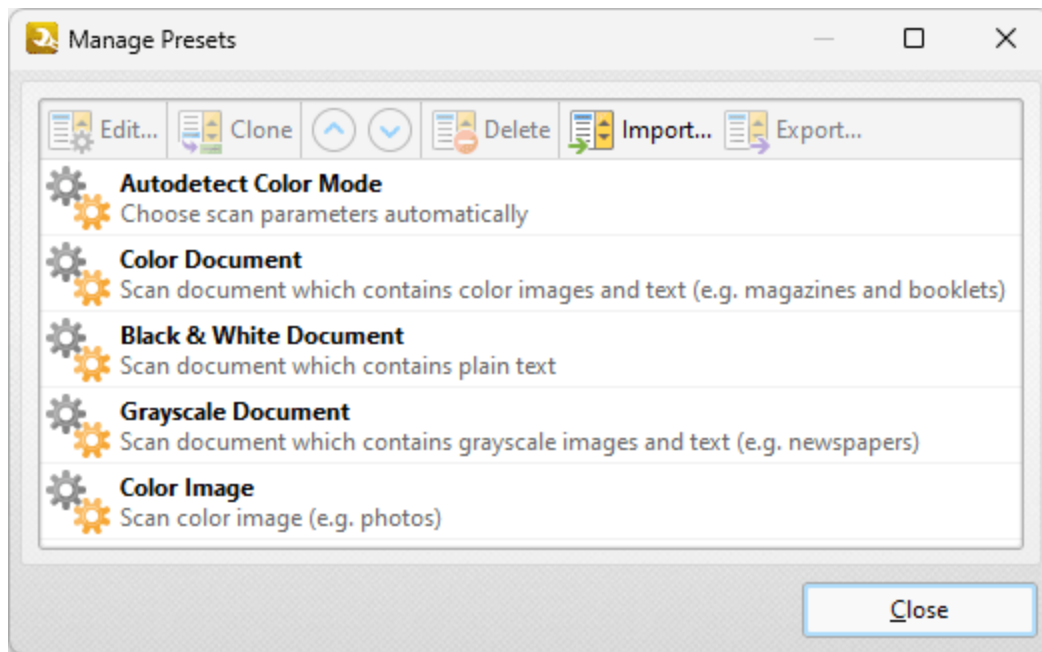 Manage Presets
Edit... Clone Delete Import... Export...
Autodetect Color Mode
Choose scan parameters automatically
Color Document
Scan document which contains color images and text (e.g. magazines and booklets)
Black & White Document
Scan document which contains plain text
Grayscale Document
Scan document which contains grayscale images and text (e.g. newspapers)
Color Image
Scan color image (e.g. photos)
Close